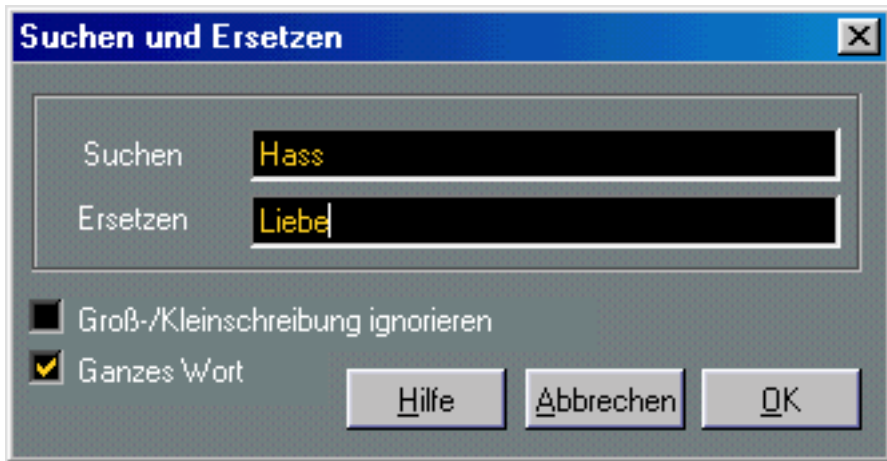 Suchen und Ersetzen
Suchen Hass
Ersetzen Liebe
Groß-/Kleinschreibung ignorieren
Ganzes Wort
Hilfe Abbrechen OK